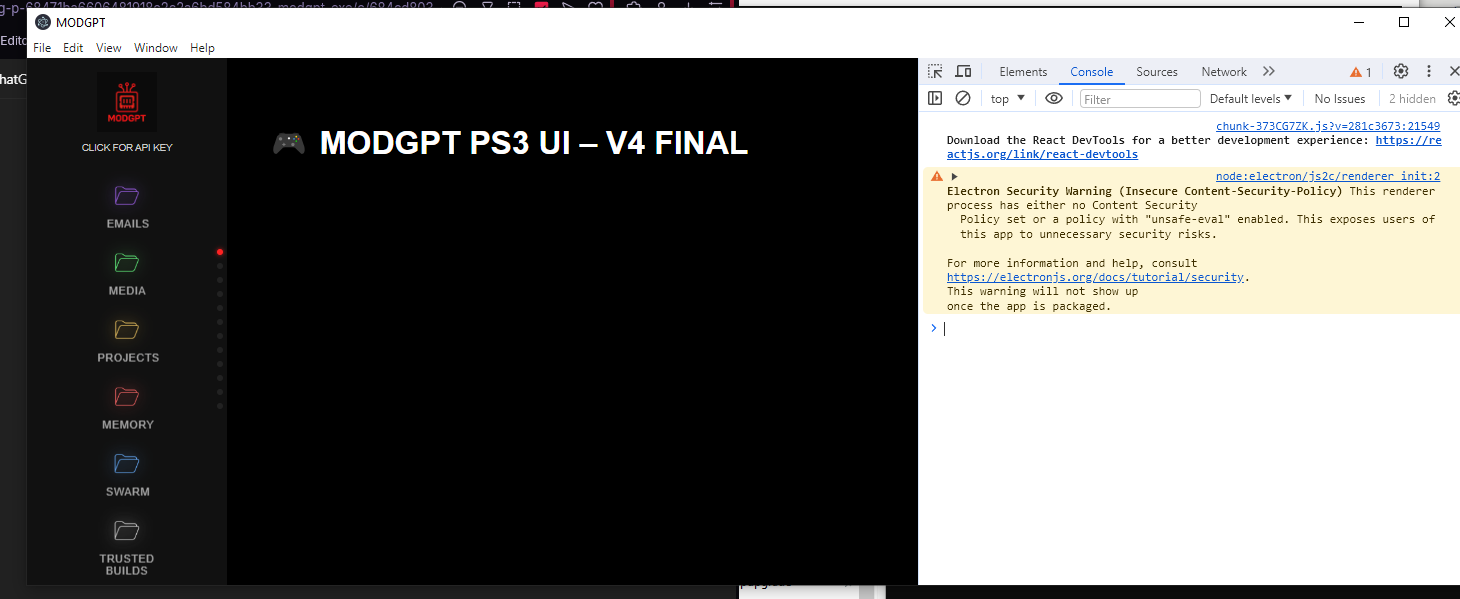 MODGPT
File Edit View Window Help
Edito
hatG
MODGPT
CLICK FOR API KEY
EMAILS
MEDIA
PROJECTS
MEMORY
SWARM
TRUSTED
BUILDS
🎮 MODGPT PS3 UI – V4 FINAL
Elements Console Sources Network 1
top Filter Default levels No Issues 2 hidden
chunk-373CG7ZK.js?v=281c3673:21549
Download the React DevTools for a better development experience: https://re
actjs.org/link/react-devtools
node:electron/js2c/renderer_init:2
Electron Security Warning (Insecure Content-Security-Policy) This renderer
process has either no Content Security
Policy set or a policy with "unsafe-eval" enabled. This exposes users of
this app to unnecessary security risks.
For more information and help, consult
https://electronjs.org/docs/tutorial/security.
This warning will not show up
once the app is packaged.